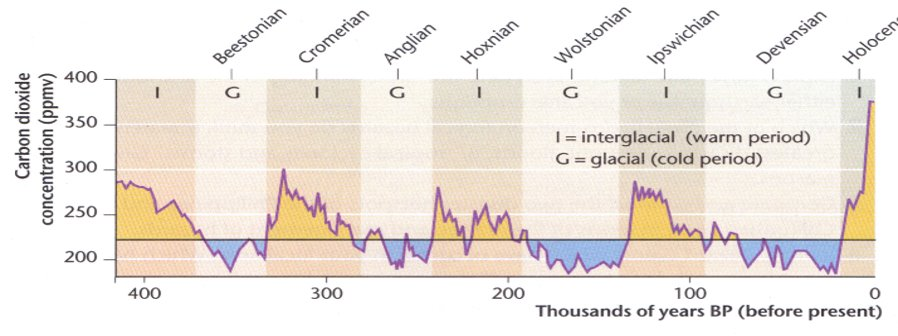 Beestonian
Cromerian
Anglian
Hoxnian
Wolstonian
Ipswichian
Devensian
Holocene
Carbon dioxide
concentration (ppmv)
400
350
300
250
200
I G I G I G I G I
I = interglacial (warm period)
G = glacial (cold period)
400 300 200 100 0
Thousands of years BP (before present)